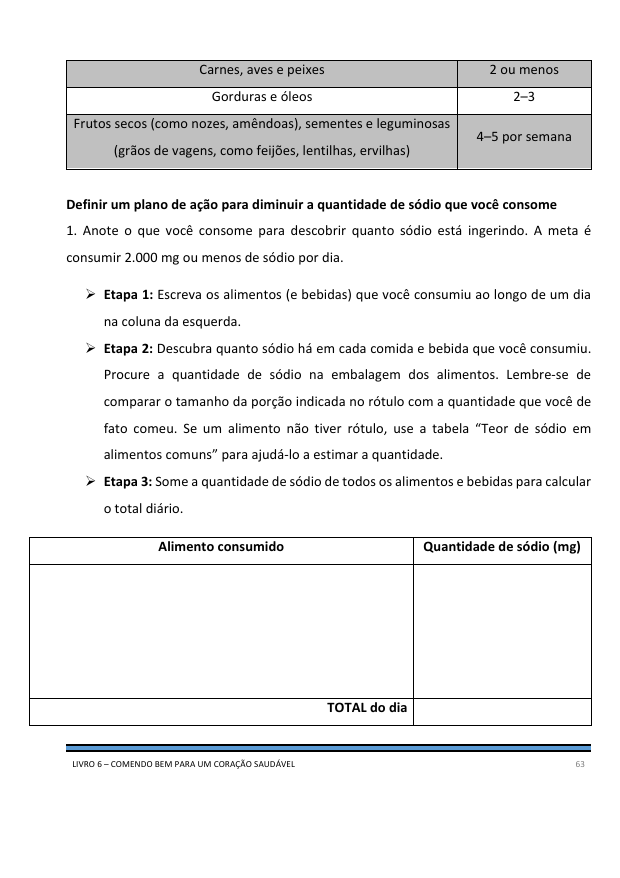 Carnes, aves e peixes 2 ou menos
Gorduras e óleos 2–3
Frutos secos (como nozes, amêndoas), sementes e leguminosas
(grãos de vagens, como feijões, lentilhas, ervilhas) 4–5 por semana
Definir um plano de ação para diminuir a quantidade de sódio que você consome
1. Anote o que você consome para descobrir quanto sódio está ingerindo. A meta é
consumir 2.000 mg ou menos de sódio por dia.
➢ Etapa 1: Escreva os alimentos (e bebidas) que você consumiu ao longo de um dia
na coluna da esquerda.
➢ Etapa 2: Descubra quanto sódio há em cada comida e bebida que você consumiu.
Procure a quantidade de sódio na embalagem dos alimentos. Lembre-se de
comparar o tamanho da porção indicada no rótulo com a quantidade que você de
fato comeu. Se um alimento não tiver rótulo, use a tabela “Teor de sódio em
alimentos comuns” para ajudá-lo a estimar a quantidade.
➢ Etapa 3: Some a quantidade de sódio de todos os alimentos e bebidas para calcular
o total diário.
Alimento consumido Quantidade de sódio (mg)
TOTAL do dia
LIVRO 6 – COMENDO BEM PARA UM CORAÇÃO SAUDÁVEL 63